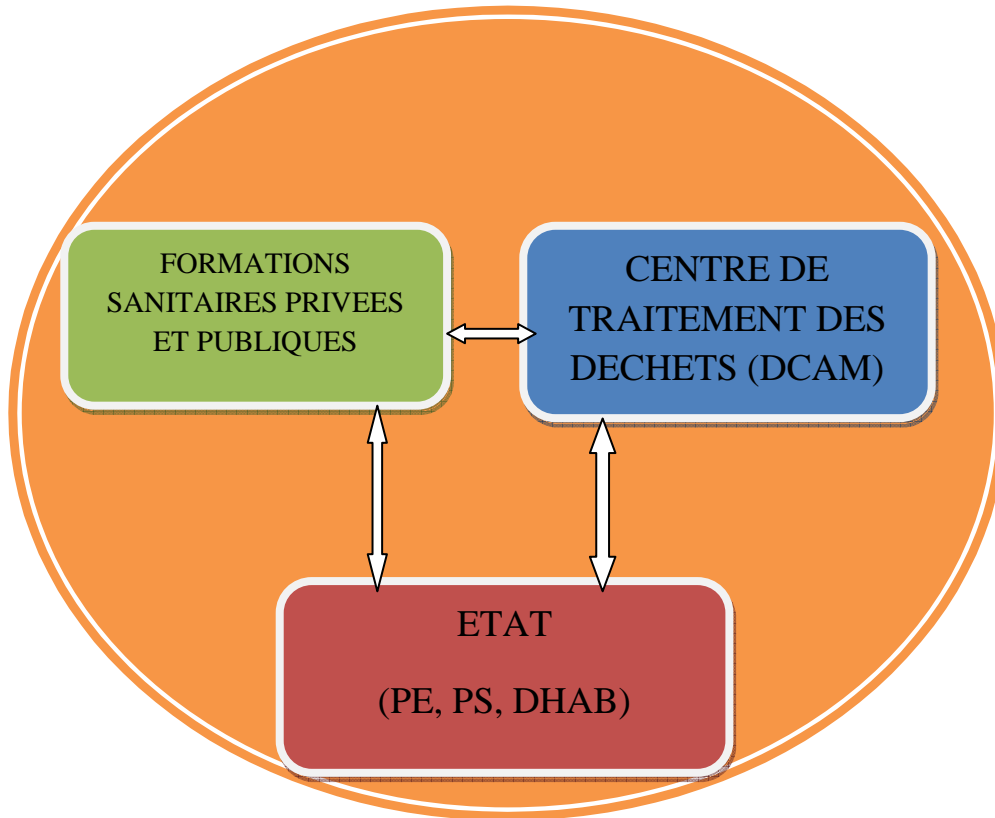 FORMATIONS
SANITAIRES PRIVEES
ET PUBLIQUES
CENTRE DE
TRAITEMENT DES
DECHETS (DCAM)
ETAT
(PE, PS, DHAB)